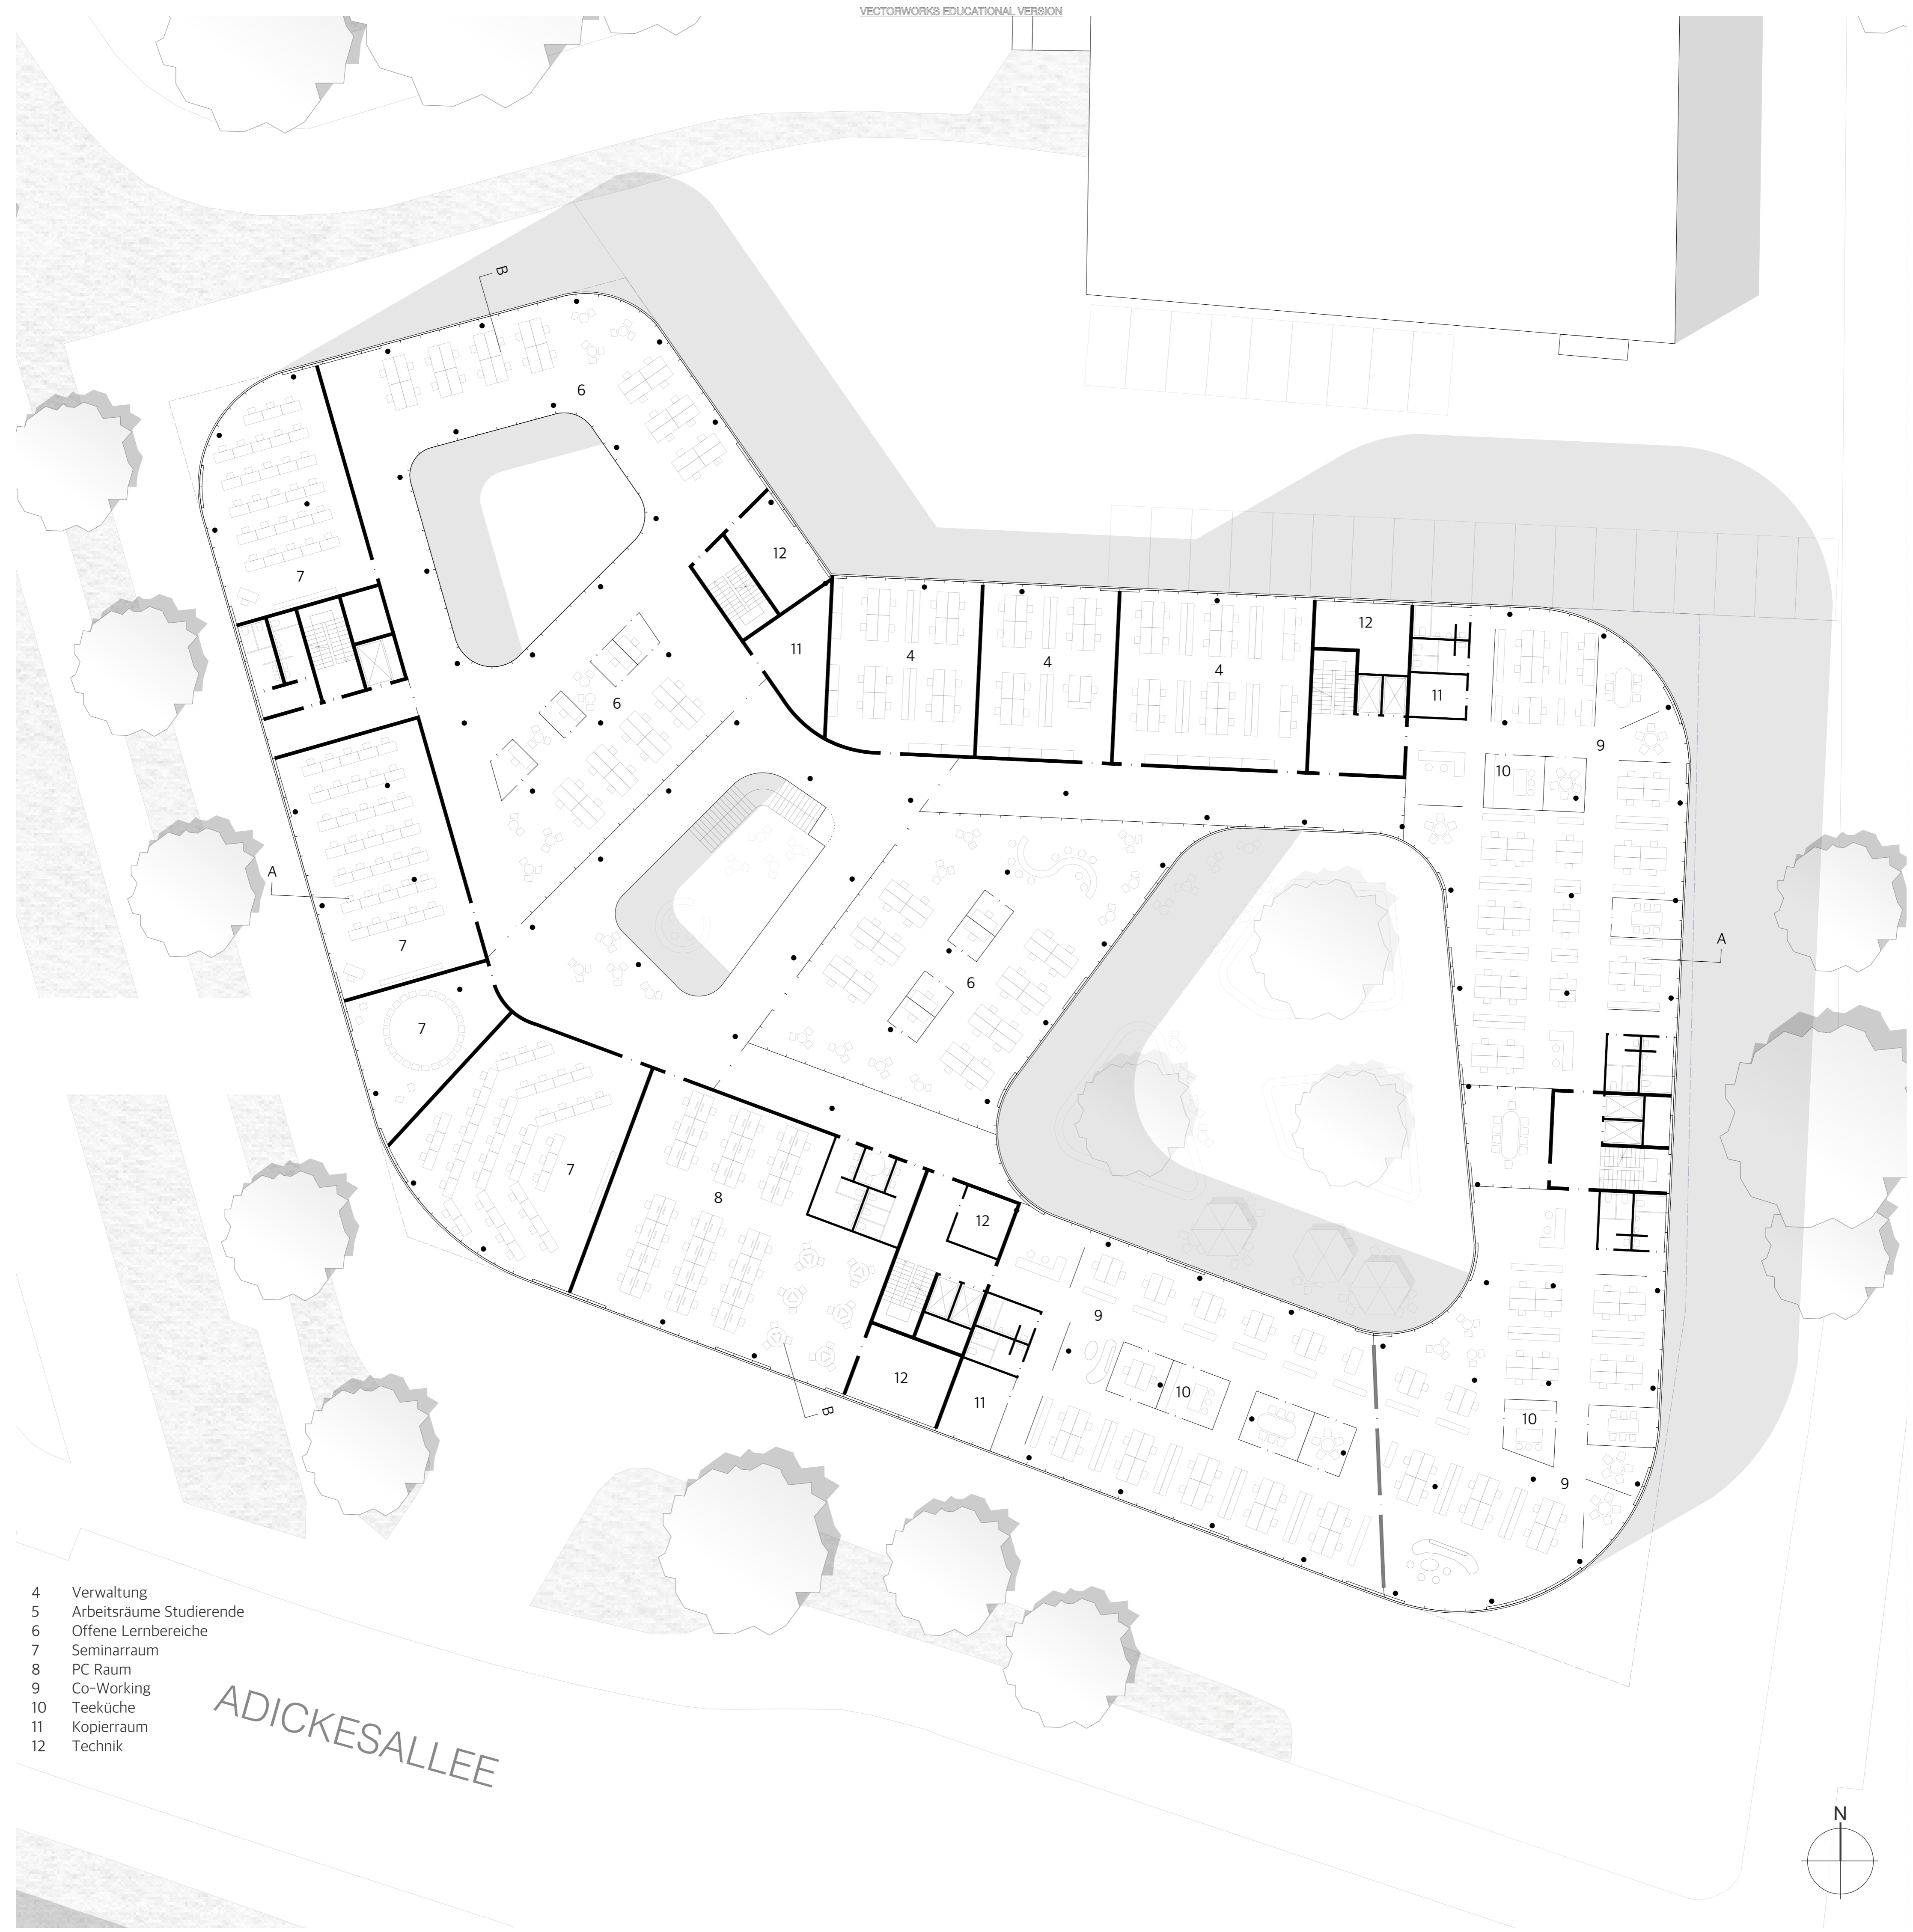 VECTORWORKS EDUCATIONAL VERSION
B
6
7
12
12
11
4
4
4
11
6
9
10
A
A
7
6
7
7
8
12
9
10
12
11
10
9
B
4 Verwaltung
5 Arbeitsräume Studierende
6 Offene Lernbereiche
7 Seminarraum
8 PC Raum
9 Co-Working
10 Teeküche
11 Kopierraum
12 Technik
ADICKESALLEE
N